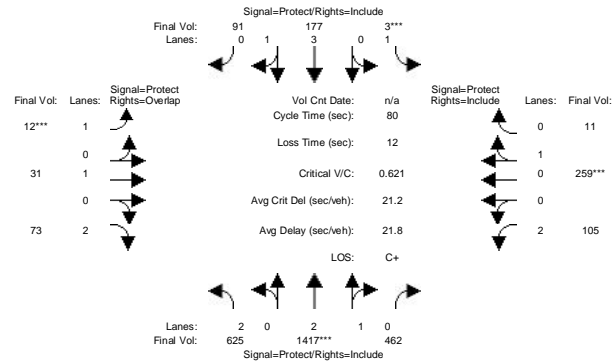 Signal=Protect/Rights=Include
Final Vol: 91 177 3***
Lanes: 0 1 3 0 1
Signal=Protect Signal=Protect
Final Vol: Lanes: Rights=Overlap Vol Cnt Date: n/a Rights=Include Lanes: Final Vol:
Cycle Time (sec): 80
12*** 1 0 11
Loss Time (sec): 12
0 1
31 1 Critical V/C: 0.621 0 259***
0 Avg Crit Del (sec/veh): 21.2 0
73 2 Avg Delay (sec/veh): 21.8 2 105
LOS: C+
Lanes: 2 0 2 1 0
Final Vol: 625 1417*** 462
Signal=Protect/Rights=Include